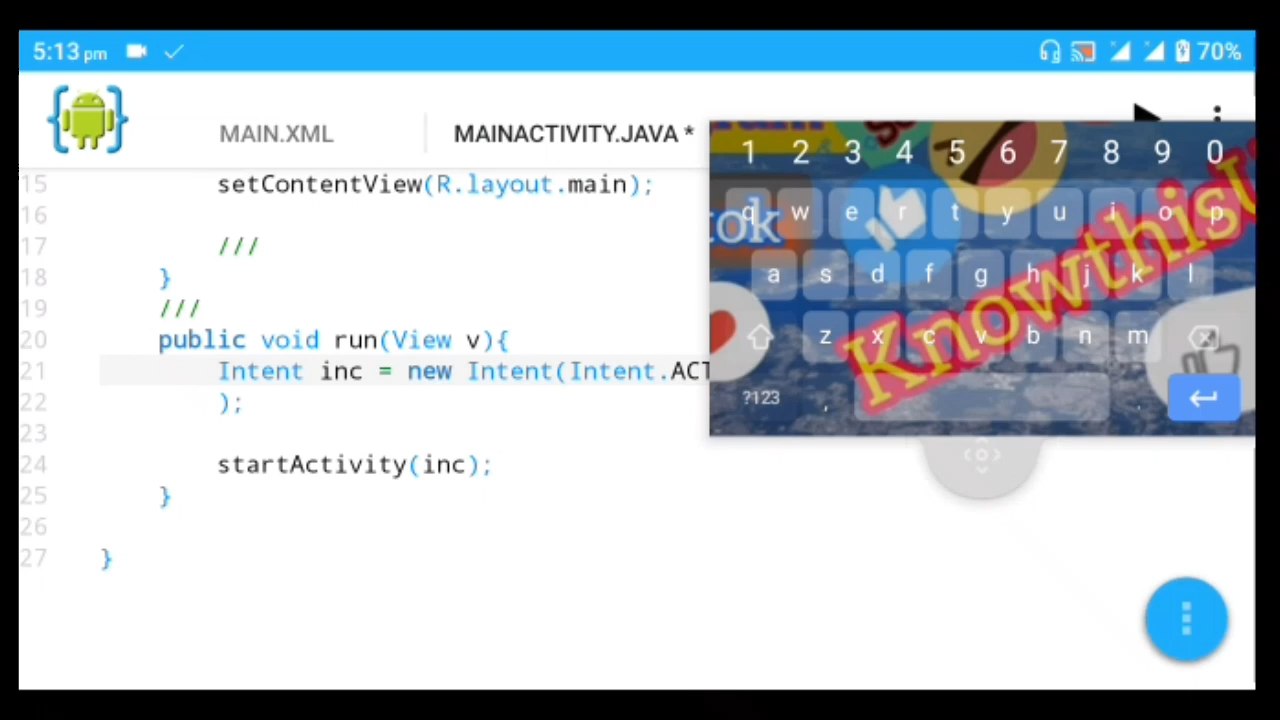 5:13 pm 70%
MAIN.XML MAINACTIVITY.JAVA *
15 setContentView(R.layout.main);
16
17 ///
18 }
19 ///
20 public void run(View v){
21 Intent inc = new Intent(Intent.ACT
22 );
23
24 startActivity(inc);
25 }
26
27 }
1 2 3 4 5 6 7 8 9 0
q w e r t y u i o p
a s d f g h j k l
z x c v b n m
?123 , .
tok
KnowthisU